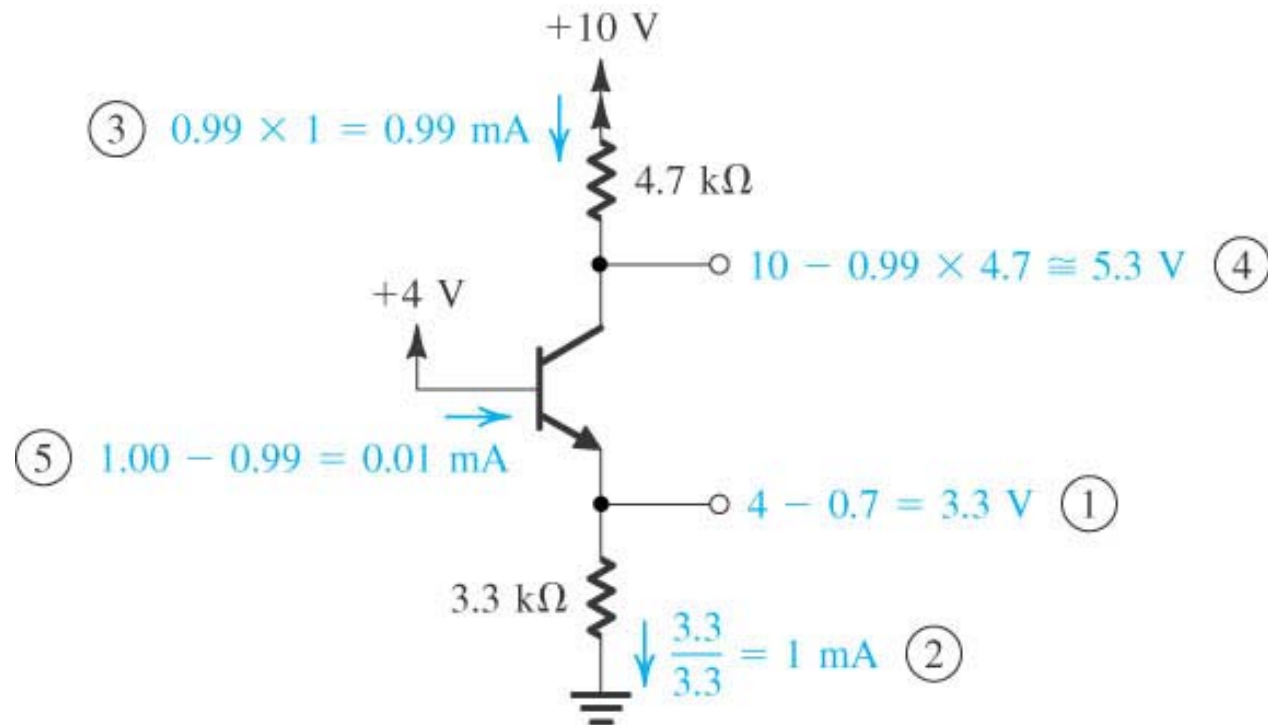 +10 V
③ 0.99 × 1 = 0.99 mA
4.7 kΩ
10 − 0.99 × 4.7 ≅ 5.3 V ④
+4 V
⑤ 1.00 − 0.99 = 0.01 mA
4 − 0.7 = 3.3 V ①
3.3 kΩ
3.3
3.3
= 1 mA ②